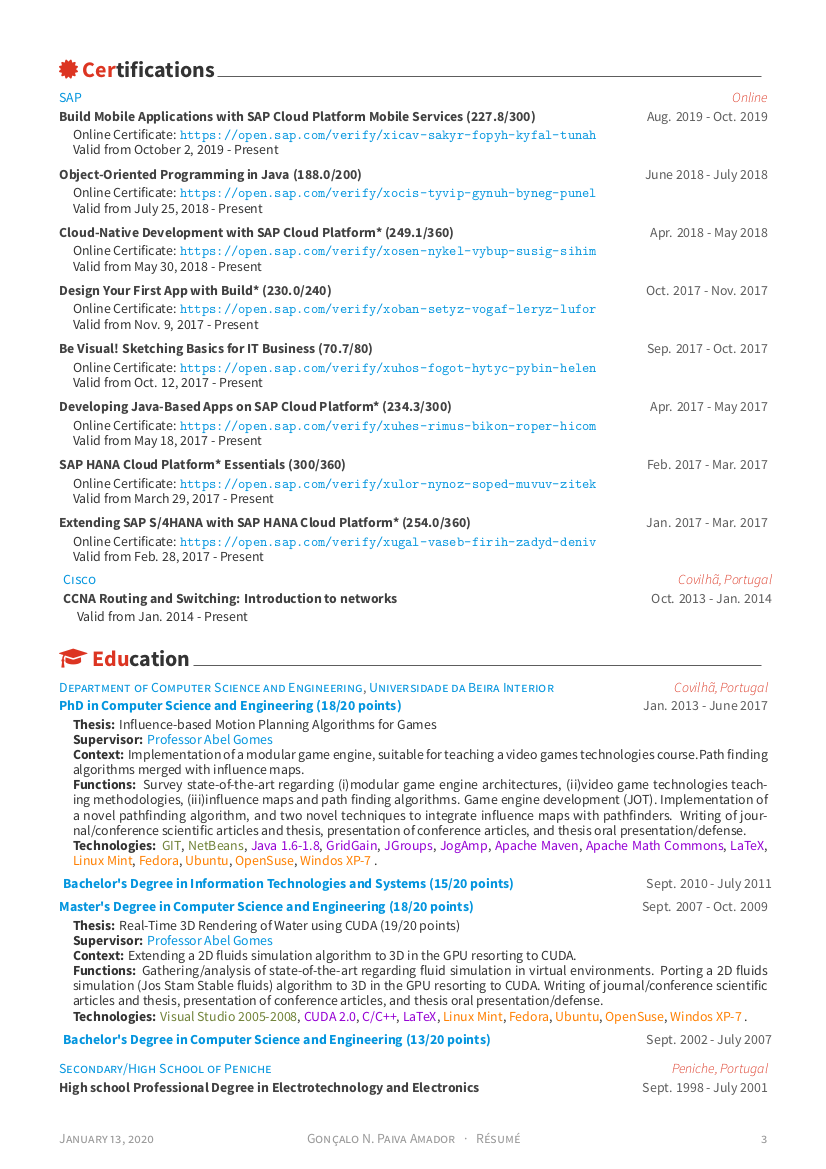 Certifications
SAP Online
Build Mobile Applications with SAP Cloud Platform Mobile Services (227.8/300) Aug. 2019 - Oct. 2019
Online Certificate: https://open.sap.com/verify/xicav-sakyr-fopyh-kyfal-tunah
Valid from October 2, 2019 - Present
Object-Oriented Programming in Java (188.0/200) June 2018 - July 2018
Online Certificate: https://open.sap.com/verify/xocis-tyvip-gynuh-byneg-punel
Valid from July 25, 2018 - Present
Cloud-Native Development with SAP Cloud Platform* (249.1/360) Apr. 2018 - May 2018
Online Certificate: https://open.sap.com/verify/xosen-nykel-vybup-susig-sihim
Valid from May 30, 2018 - Present
Design Your First App with Build* (230.0/240) Oct. 2017 - Nov. 2017
Online Certificate: https://open.sap.com/verify/xoban-setyz-vogaf-leryz-lufor
Valid from Nov. 9, 2017 - Present
Be Visual! Sketching Basics for IT Business (70.7/80) Sep. 2017 - Oct. 2017
Online Certificate: https://open.sap.com/verify/xuhos-fogot-hytyc-pybin-helen
Valid from Oct. 12, 2017 - Present
Developing Java-Based Apps on SAP Cloud Platform* (234.3/300) Apr. 2017 - May 2017
Online Certificate: https://open.sap.com/verify/xuhes-rimus-bikon-roper-hicom
Valid from May 18, 2017 - Present
SAP HANA Cloud Platform* Essentials (300/360) Feb. 2017 - Mar. 2017
Online Certificate: https://open.sap.com/verify/xulor-nynoz-soped-muvuv-zitek
Valid from March 29, 2017 - Present
Extending SAP S/4HANA with SAP HANA Cloud Platform* (254.0/360) Jan. 2017 - Mar. 2017
Online Certificate: https://open.sap.com/verify/xugal-vaseb-firih-zadyd-deniv
Valid from Feb. 28, 2017 - Present
Cisco Covilhã, Portugal
CCNA Routing and Switching: Introduction to networks Oct. 2013 - Jan. 2014
Valid from Jan. 2014 - Present
Education
Department of Computer Science and Engineering, Universidade da Beira Interior Covilhã, Portugal
PhD in Computer Science and Engineering (18/20 points) Jan. 2013 - June 2017
Thesis: Influence-based Motion Planning Algorithms for Games
Supervisor: Professor Abel Gomes
Context: Implementation of a modular game engine, suitable for teaching a video games technologies course.Path finding
algorithms merged with influence maps.
Functions: Survey state-of-the-art regarding (i)modular game engine architectures, (ii)video game technologies teach-
ing methodologies, (iii)influence maps and path finding algorithms. Game engine development (JOT). Implementation of
a novel pathfinding algorithm, and two novel techniques to integrate influence maps with pathfinders. Writing of jour-
nal/conference scientific articles and thesis, presentation of conference articles, and thesis oral presentation/defense.
Technologies: GIT, NetBeans, Java 1.6-1.8, GridGain, JGroups, JogAmp, Apache Maven, Apache Math Commons, LaTeX,
Linux Mint, Fedora, Ubuntu, OpenSuse, Windos XP-7 .
Bachelor's Degree in Information Technologies and Systems (15/20 points) Sept. 2010 - July 2011
Master's Degree in Computer Science and Engineering (18/20 points) Sept. 2007 - Oct. 2009
Thesis: Real-Time 3D Rendering of Water using CUDA (19/20 points)
Supervisor: Professor Abel Gomes
Context: Extending a 2D fluids simulation algorithm to 3D in the GPU resorting to CUDA.
Functions: Gathering/analysis of state-of-the-art regarding fluid simulation in virtual environments. Porting a 2D fluids
simulation (Jos Stam Stable fluids) algorithm to 3D in the GPU resorting to CUDA. Writing of journal/conference scientific
articles and thesis, presentation of conference articles, and thesis oral presentation/defense.
Technologies: Visual Studio 2005-2008, CUDA 2.0, C/C++, LaTeX, Linux Mint, Fedora, Ubuntu, OpenSuse, Windos XP-7 .
Bachelor's Degree in Computer Science and Engineering (13/20 points) Sept. 2002 - July 2007
Secondary/High School of Peniche Peniche, Portugal
High school Professional Degree in Electrotechnology and Electronics Sept. 1998 - July 2001
January 13, 2020 Gonçalo N. Paiva Amador · Résumé 3